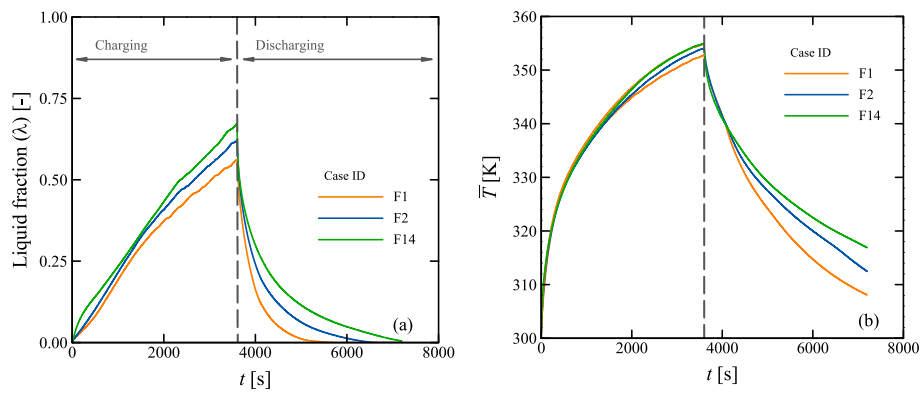 1.00
0.75
0.50
0.25
0.00
Liquid fraction (λ) [-]
Charging
Discharging
Case ID
F1
F2
F14
(a)
0
2000
4000
6000
8000
t [s]
360
350
340
330
320
310
300
T̅ [K]
Case ID
F1
F2
F14
(b)
0
2000
4000
6000
8000
t [s]